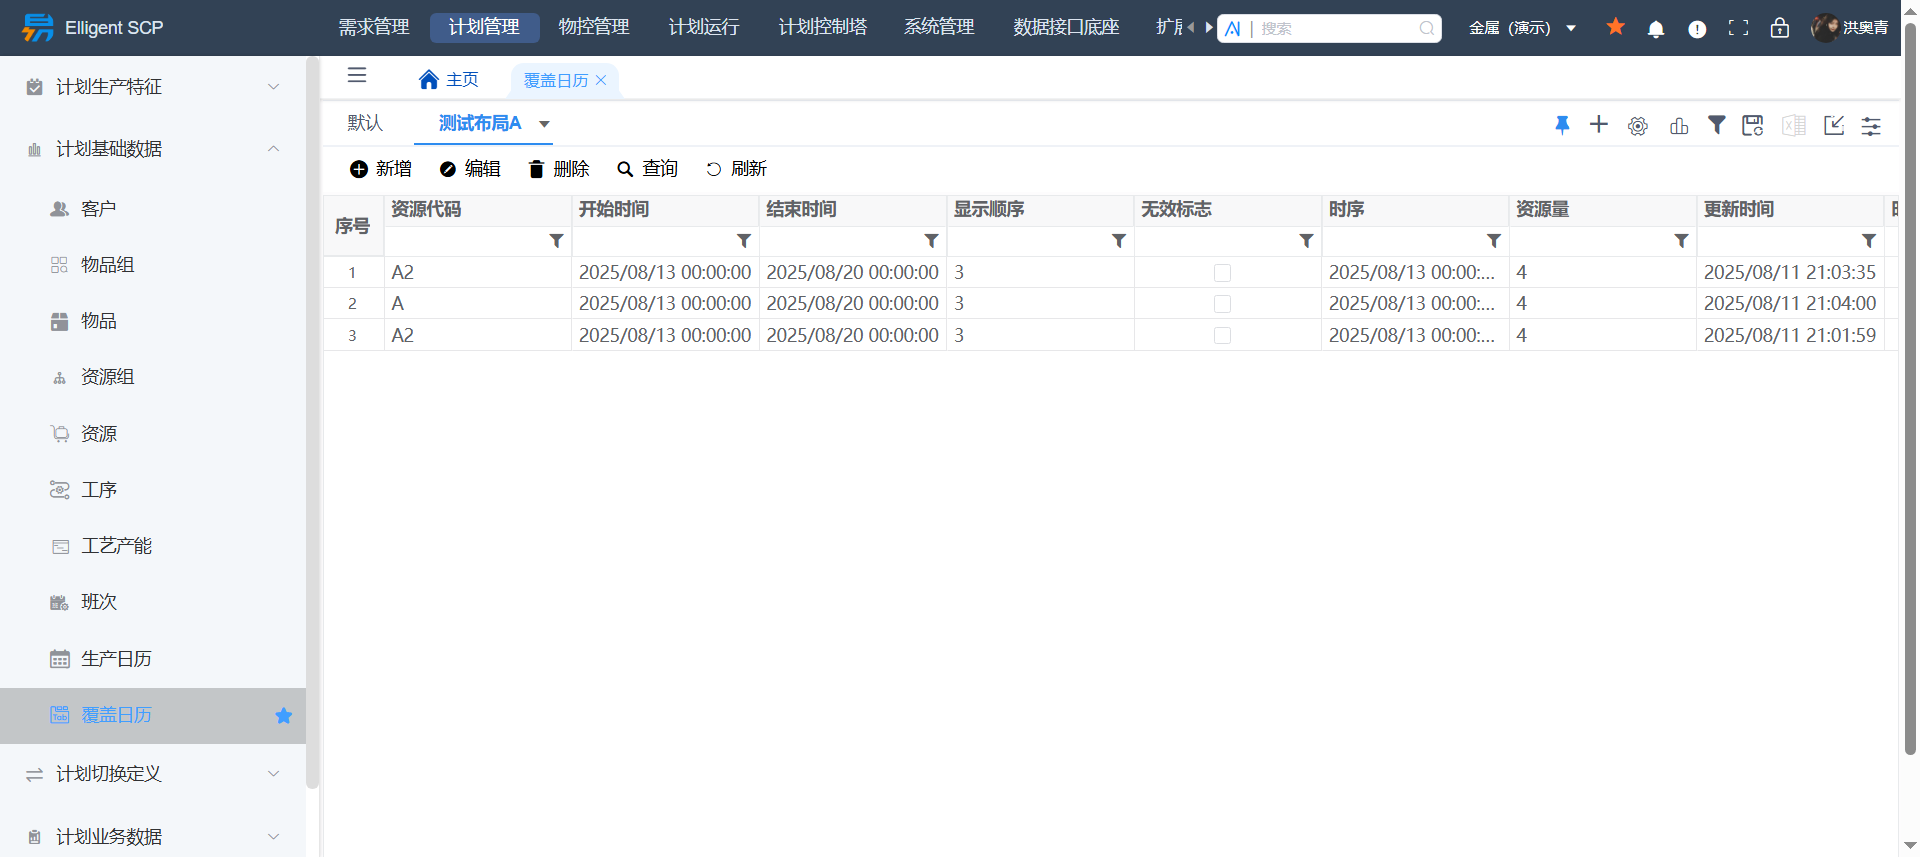 Elligent SCP
需求管理 计划管理 物控管理 计划运行 计划控制塔 系统管理 数据接口底座
搜索
金属（演示）
洪奥青
计划生产特征
计划基础数据
客户
物品组
物品
资源组
资源
工序
工艺产能
班次
生产日历
覆盖日历
计划切换定义
计划业务数据
主页 覆盖日历
默认 测试布局A
新增 编辑 删除 查询 刷新
序号 资源代码 开始时间 结束时间 显示顺序 无效标志 时序 资源量 更新时间
1 A2 2025/08/13 00:00:00 2025/08/20 00:00:00 3 2025/08/13 00:00:... 4 2025/08/11 21:03:35
2 A 2025/08/13 00:00:00 2025/08/20 00:00:00 3 2025/08/13 00:00:... 4 2025/08/11 21:04:00
3 A2 2025/08/13 00:00:00 2025/08/20 00:00:00 3 2025/08/13 00:00:... 4 2025/08/11 21:01:59